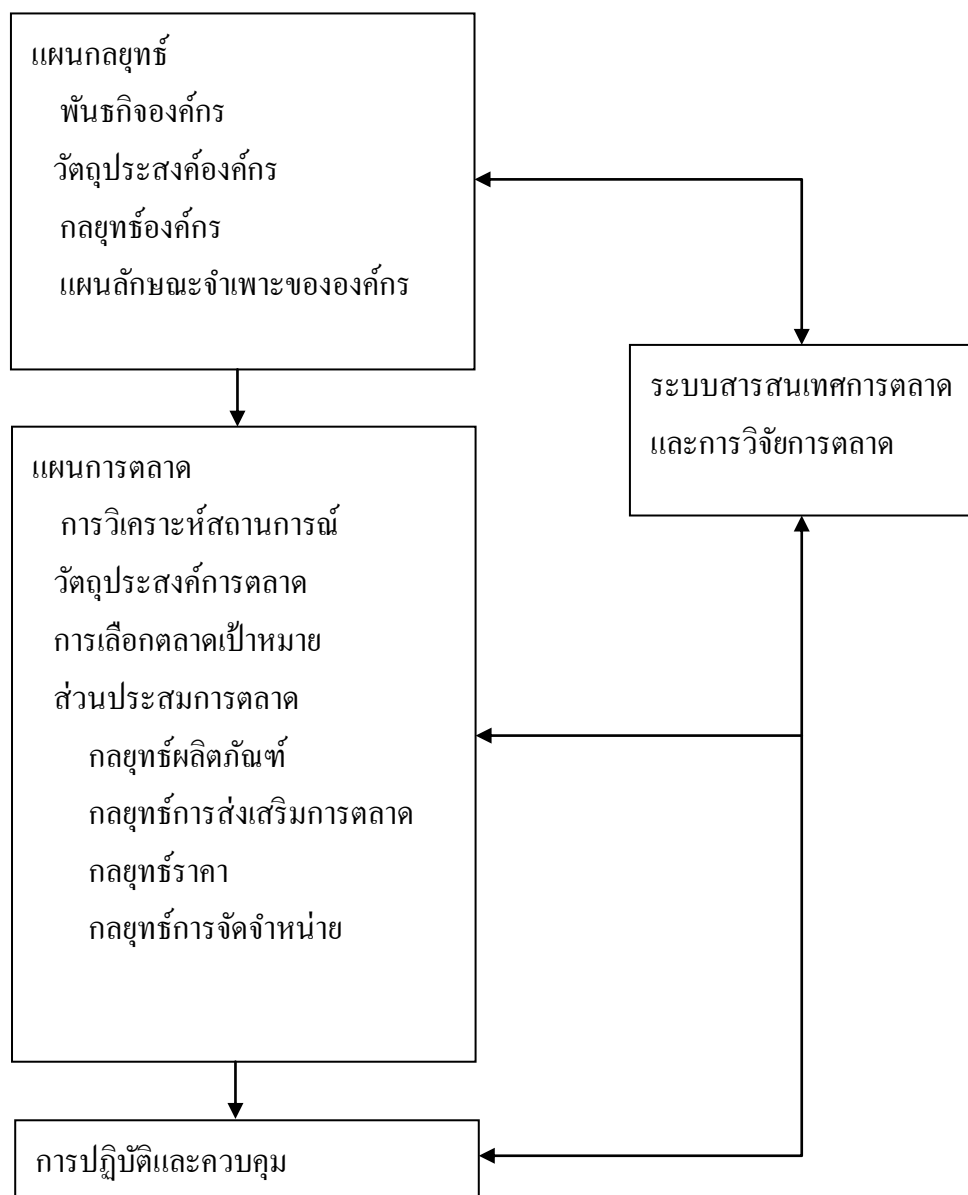 แผนกลยุทธ์
พันธกิจองค์กร
วัตถุประสงค์องค์กร
กลยุทธ์องค์กร
แผนลักษณะจำเพาะขององค์กร
ระบบสารสนเทศการตลาด
และการวิจัยการตลาด
แผนการตลาด
การวิเคราะห์สถานการณ์
วัตถุประสงค์การตลาด
การเลือกตลาดเป้าหมาย
ส่วนประสมการตลาด
กลยุทธ์ผลิตภัณฑ์
กลยุทธ์การส่งเสริมการตลาด
กลยุทธ์ราคา
กลยุทธ์การจัดจำหน่าย
การปฏิบัติและควบคุม